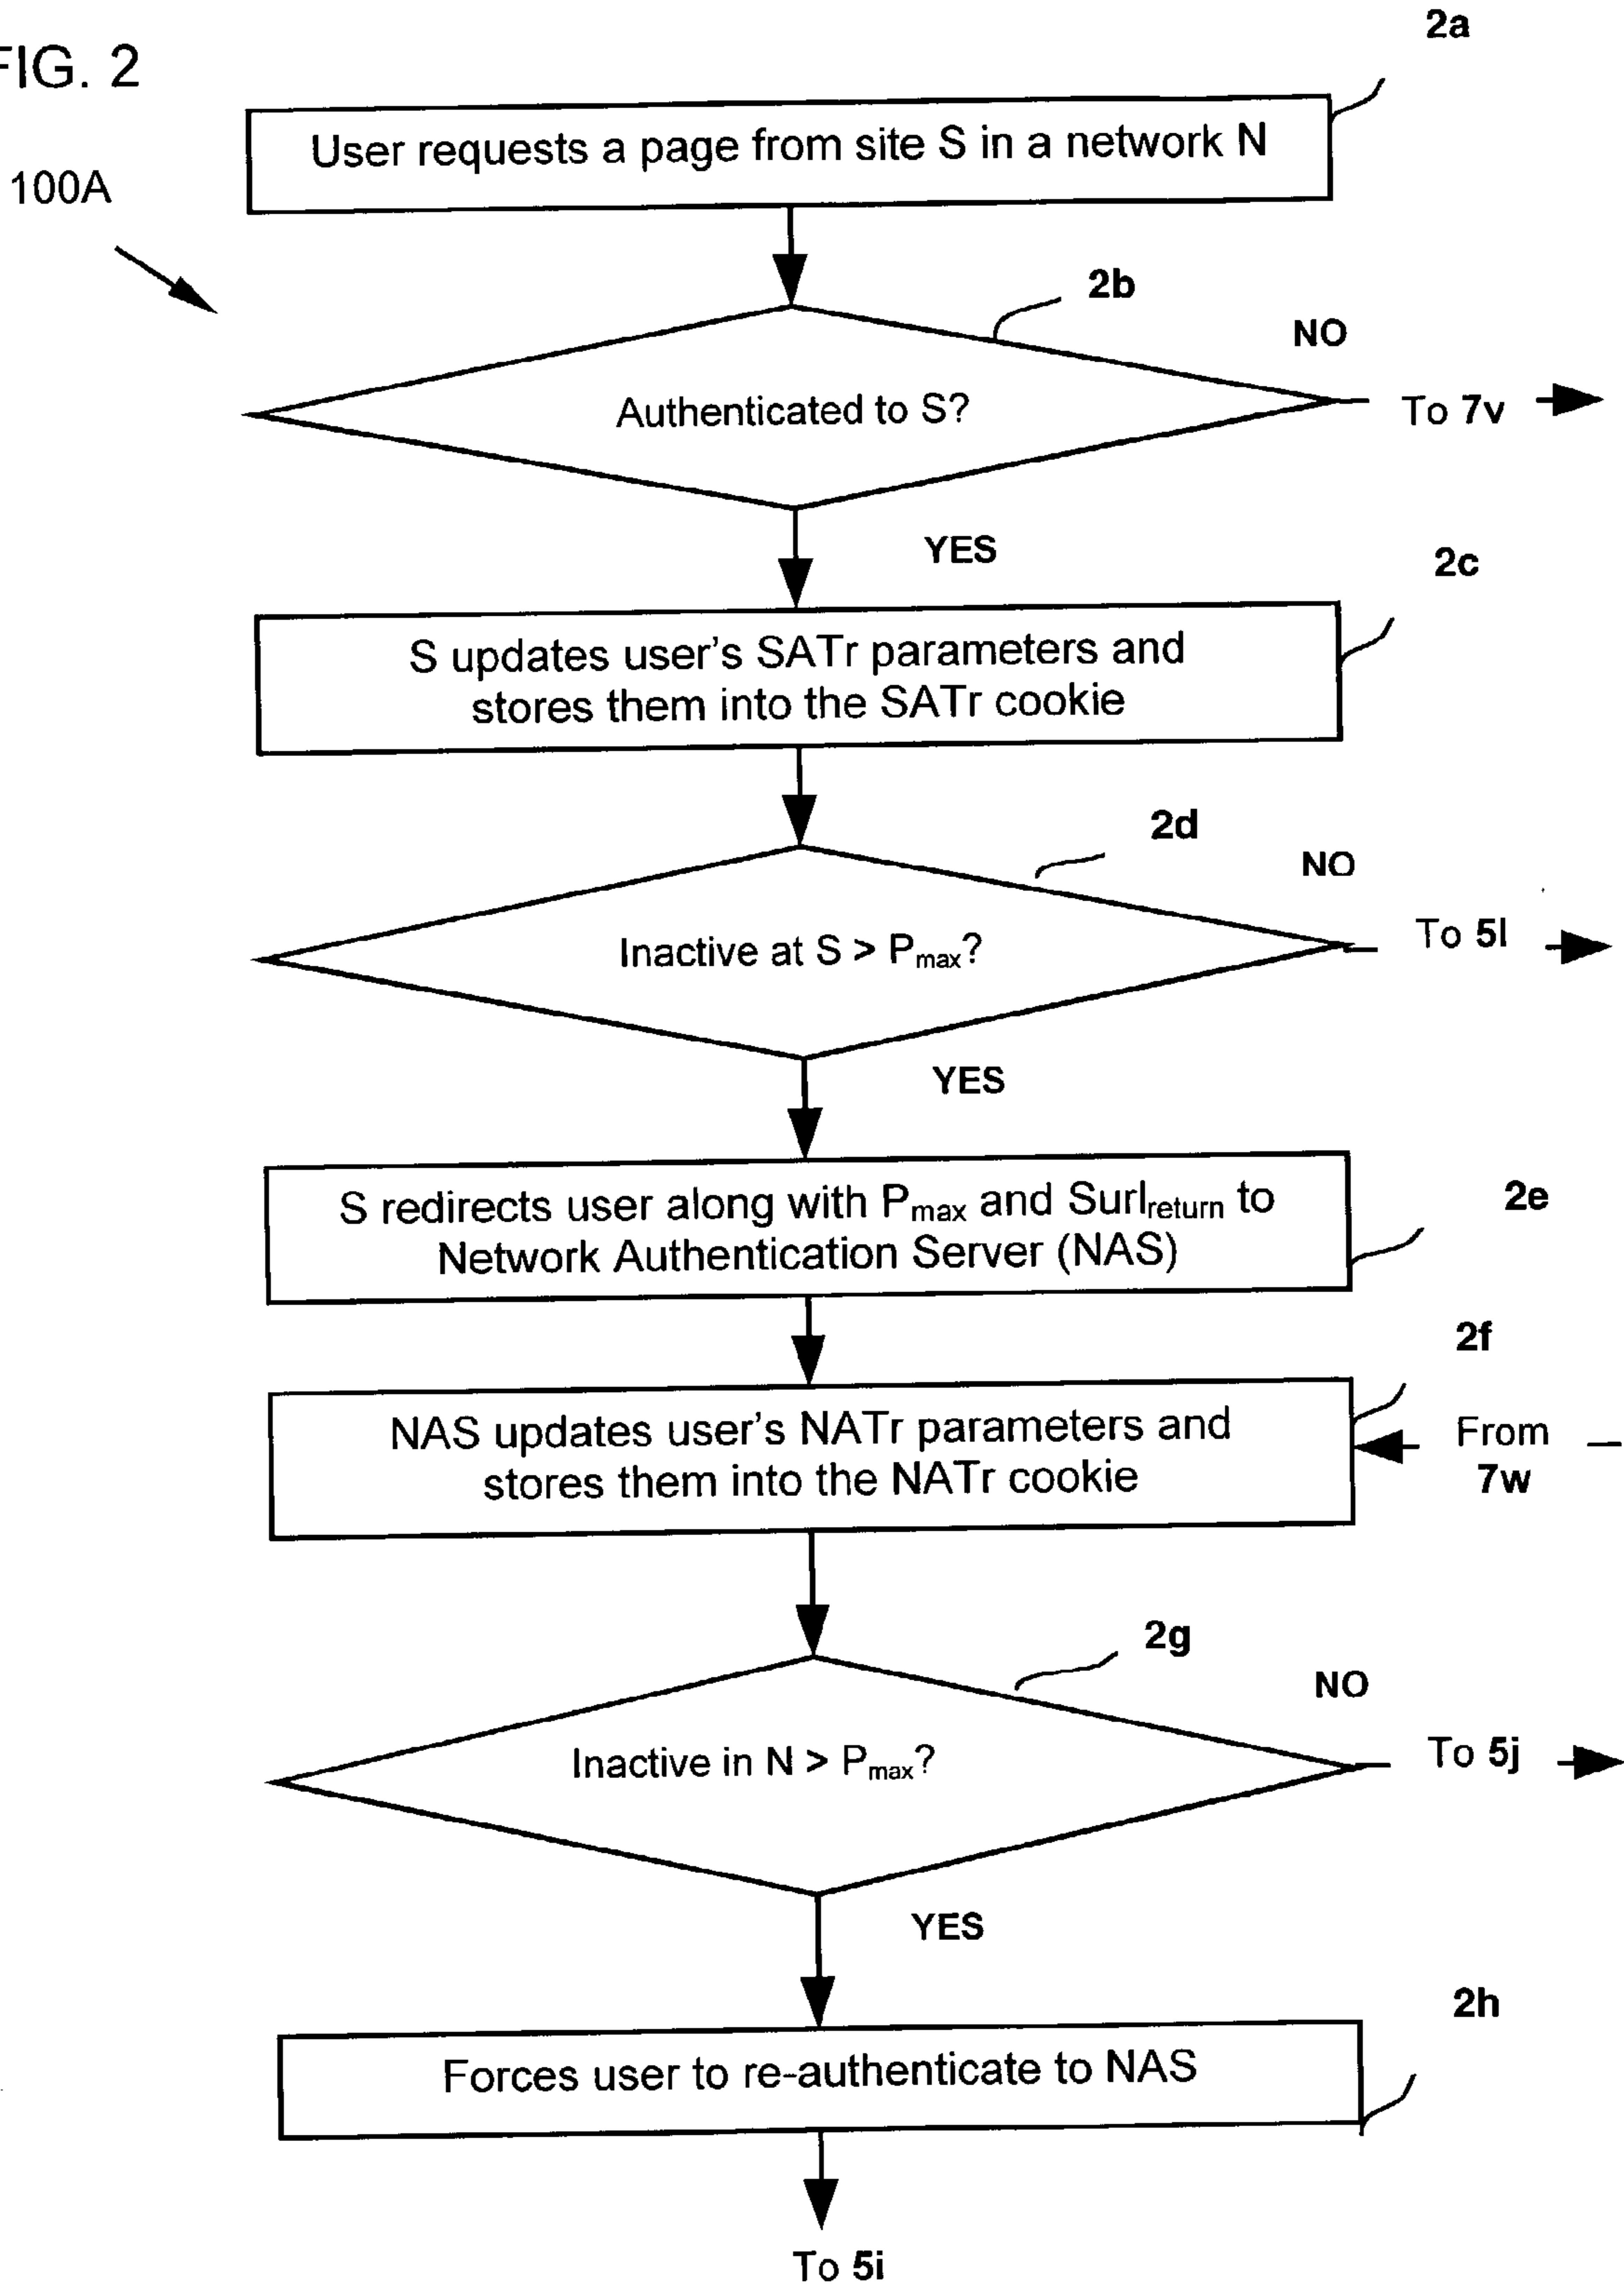 FIG. 2
2a
User requests a page from site S in a network N
100A
2b
NO
Authenticated to S?
To 7v
YES
2c
S updates user's SATr parameters and
stores them into the SATr cookie
2d
NO
Inactive at S > Pmax?
To 5l
YES
2e
S redirects user along with Pmax and Surlreturn to
Network Authentication Server (NAS)
2f
NAS updates user's NATr parameters and
stores them into the NATr cookie
From
7w
2g
NO
Inactive in N > Pmax?
To 5j
YES
2h
Forces user to re-authenticate to NAS
To 5i